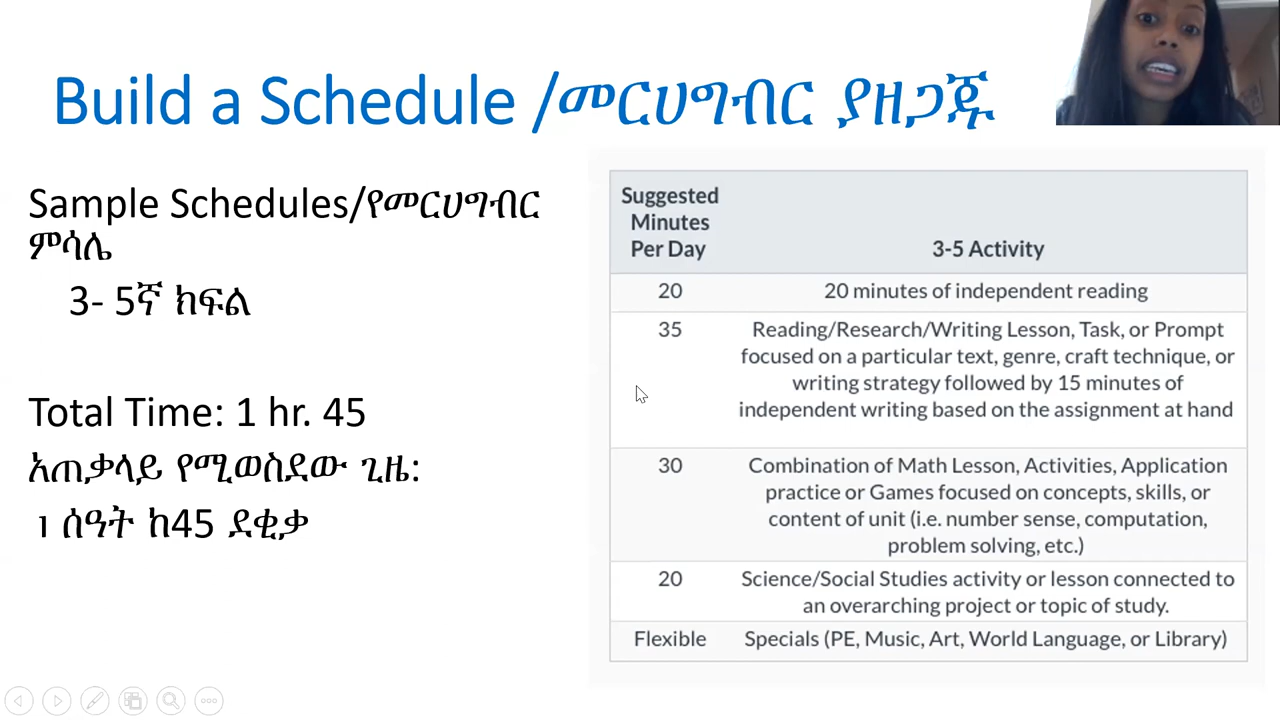 Build a Schedule /መርሀግብር ያዘጋጁ
Sample Schedules/የመርሀግብር
ምሳሌ
3- 5ኛ ክፍል
Total Time: 1 hr. 45
አጠቃላይ የሚወስደው ጊዜ:
፩ ሰዓት ከ45 ደቂቃ
Suggested
Minutes
Per Day
3-5 Activity
20
20 minutes of independent reading
35
Reading/Research/Writing Lesson, Task, or Prompt
focused on a particular text, genre, craft technique, or
writing strategy followed by 15 minutes of
independent writing based on the assignment at hand
30
Combination of Math Lesson, Activities, Application
practice or Games focused on concepts, skills, or
content of unit (i.e. number sense, computation,
problem solving, etc.)
20
Science/Social Studies activity or lesson connected to
an overarching project or topic of study.
Flexible
Specials (PE, Music, Art, World Language, or Library)